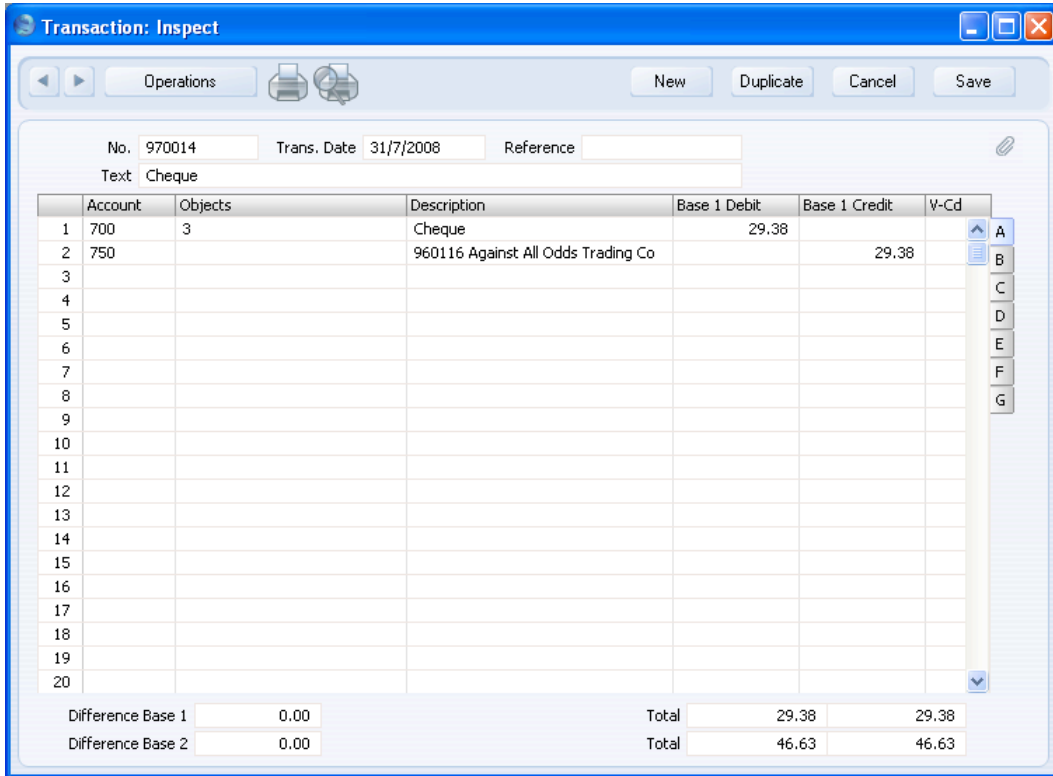 Transaction: Inspect
Operations New Duplicate Cancel Save
No. 970014 Trans. Date 31/7/2008 Reference
Text Cheque
Account Objects Description Base 1 Debit Base 1 Credit V-Cd
1 700 3 Cheque 29.38 A
2 750 960116 Against All Odds Trading Co 29.38 B
3
4 C
5 D
6 E
7 F
8 G
9
10
11
12
13
14
15
16
17
18
19
20
Difference Base 1 0.00 Total 29.38 29.38
Difference Base 2 0.00 Total 46.63 46.63